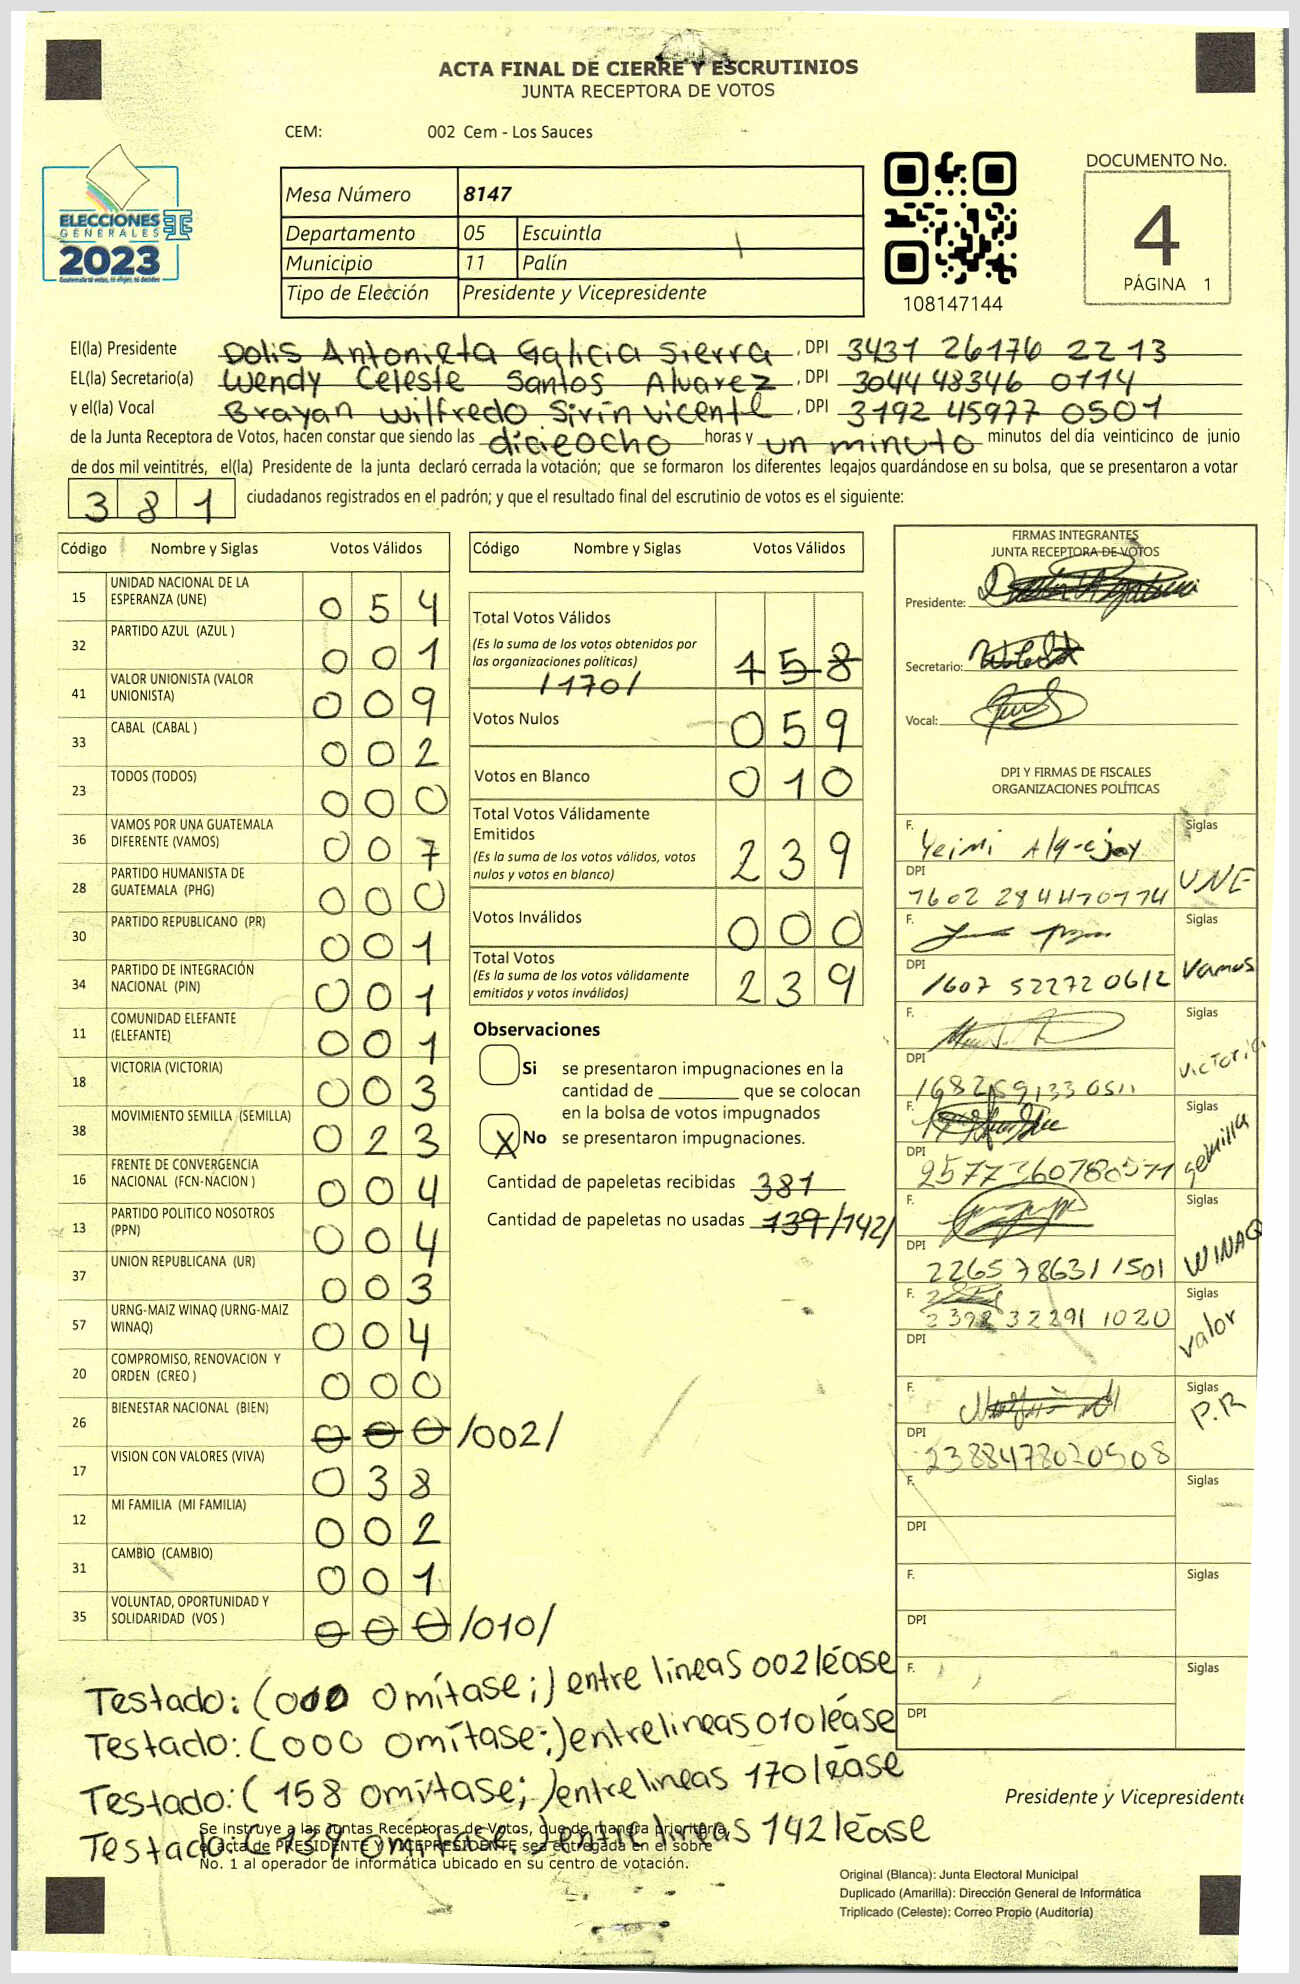 ACTA FINAL DE CIERRE Y ESCRUTINIOS
JUNTA RECEPTORA DE VOTOS
CEM: 002 Cem - Los Sauces
ELECCIONES
GENERALES
2023
Mesa Número 8147
Departamento 05 Escuintla
Municipio 11 Palín
Tipo de Elección Presidente y Vicepresidente
108147144
DOCUMENTO No.
4
PÁGINA 1
El(la) Presidente Dolis Antonieta Galicia Sierra, DPI 3431 26176 2213
EL(la) Secretario(a) Wendy Celeste Santos Alvarez, DPI 3044 48346 0114
y el(la) Vocal Brayan Wilfredo Sirín Vicente, DPI 3192 45977 0501
de la Junta Receptora de Votos, hacen constar que siendo las dicieocho horas y un minuto minutos del día veinticinco de junio
de dos mil veintitrés, el(la) Presidente de la junta declaró cerrada la votación; que se formaron los diferentes legajos quardándose en su bolsa, que se presentaron a votar
381 ciudadanos registrados en el padrón; y que el resultado final del escrutinio de votos es el siguiente:
Código Nombre y Siglas Votos Válidos
15 UNIDAD NACIONAL DE LA ESPERANZA (UNE) 054
32 PARTIDO AZUL (AZUL ) 001
41 VALOR UNIONISTA (VALOR UNIONISTA) 009
33 CABAL (CABAL ) 002
23 TODOS (TODOS) 000
36 VAMOS POR UNA GUATEMALA DIFERENTE (VAMOS) 007
28 PARTIDO HUMANISTA DE GUATEMALA (PHG) 000
30 PARTIDO REPUBLICANO (PR) 001
34 PARTIDO DE INTEGRACIÓN NACIONAL (PIN) 001
11 COMUNIDAD ELEFANTE (ELEFANTE) 001
18 VICTORIA (VICTORIA) 003
38 MOVIMIENTO SEMILLA (SEMILLA) 023
16 FRENTE DE CONVERGENCIA NACIONAL (FCN-NACION ) 004
13 PARTIDO POLITICO NOSOTROS (PPN) 004
37 UNION REPUBLICANA (UR) 003
57 URNG-MAIZ WINAQ (URNG-MAIZ WINAQ) 004
20 COMPROMISO, RENOVACION Y ORDEN (CREO ) 000
26 BIENESTAR NACIONAL (BIEN) 000 /002/
17 VISION CON VALORES (VIVA) 038
12 MI FAMILIA (MI FAMILIA) 002
31 CAMBIO (CAMBIO) 001
35 VOLUNTAD, OPORTUNIDAD Y SOLIDARIDAD (VOS ) 000 /010/
Código Nombre y Siglas Votos Válidos
Total Votos Válidos
(Es la suma de los votos obtenidos por
las organizaciones políticas) 158
/170/
Votos Nulos 059
Votos en Blanco 010
Total Votos Válidamente
Emitidos
(Es la suma de los votos válidos, votos
nulos y votos en blanco) 239
Votos Inválidos 000
Total Votos
(Es la suma de los votos válidamente
emitidos y votos inválidos) 239
Observaciones
Si se presentaron impugnaciones en la
cantidad de ________ que se colocan
en la bolsa de votos impugnados
X No se presentaron impugnaciones.
Cantidad de papeletas recibidas 381
Cantidad de papeletas no usadas 139 /142/
FIRMAS INTEGRANTES
JUNTA RECEPTORA DE VOTOS
Presidente:
Secretario:
Vocal:
DPI Y FIRMAS DE FISCALES
ORGANIZACIONES POLÍTICAS
F. Yeimi Siglas
DPI 1602 28447 0774 UNE
F. Siglas
DPI 1607 52272 0612 Vamos
F. Siglas
DPI Victoria
F. Siglas
DPI 2577360780571 Semilla
F. Siglas
DPI 2265 78631 1501 WINAQ
F. Siglas
2392 32291 1020 Valor
DPI
F. Siglas
P.R
DPI 2388478020508
F. Siglas
DPI
F. Siglas
DPI
F. Siglas
DPI
Testado: (000 Omítase;) entre líneas 002 léase
Testado: (000 Omítase;) entrelineas 010 léase
Testado: (158 omítase; )entrelineas 170 léase
Testado: (139 omítase. )entre líneas 142 léase
Se instruye a las Juntas Receptoras de Votos, que de manera prioritaria,
el acta de PRESIDENTE Y VICEPRESIDENTE sea entregada en el sobre
No. 1 al operador de informática ubicado en su centro de votación.
Presidente y Vicepresidente
Original (Blanca): Junta Electoral Municipal
Duplicado (Amarilla): Dirección General de Informática
Triplicado (Celeste): Correo Propio (Auditoría)